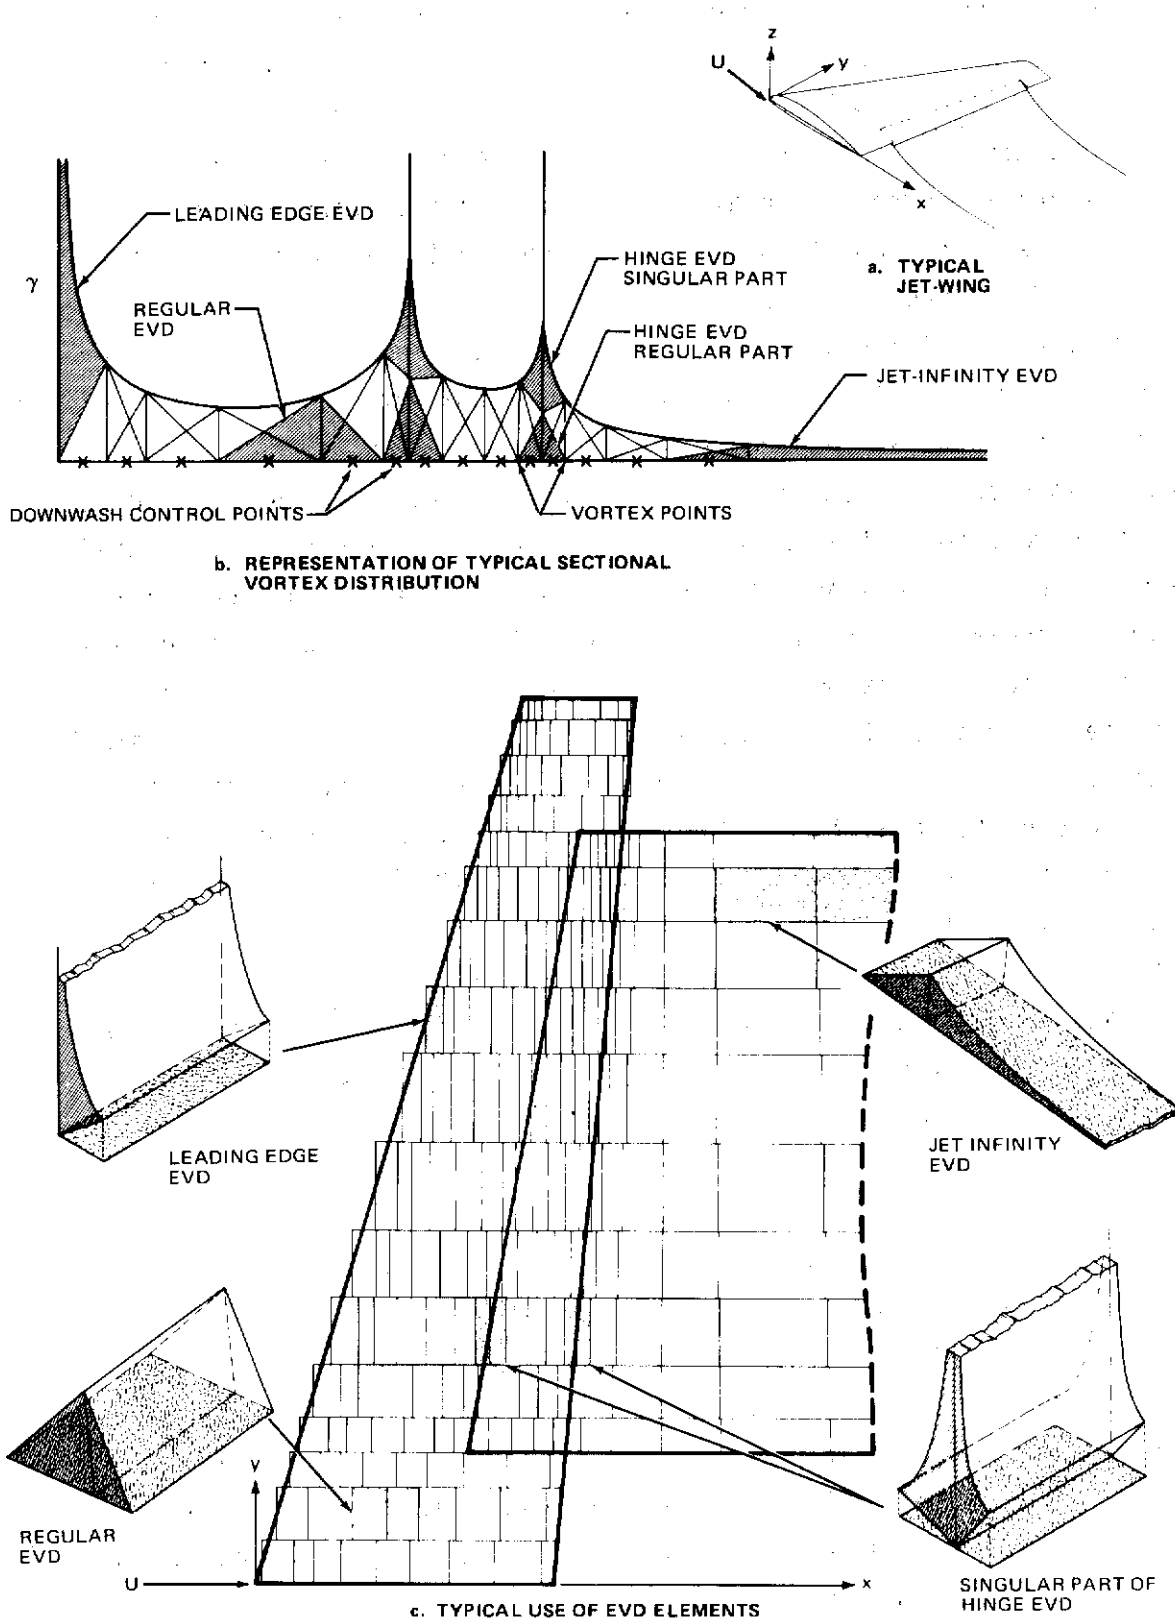 z
U
y
x
a. TYPICAL
JET-WING
LEADING EDGE EVD
γ
REGULAR
EVD
HINGE EVD
SINGULAR PART
HINGE EVD
REGULAR PART
JET-INFINITY EVD
DOWNWASH CONTROL POINTS
VORTEX POINTS
b. REPRESENTATION OF TYPICAL SECTIONAL
VORTEX DISTRIBUTION
LEADING EDGE
EVD
JET INFINITY
EVD
REGULAR
EVD
y
U
x
SINGULAR PART OF
HINGE EVD
c. TYPICAL USE OF EVD ELEMENTS